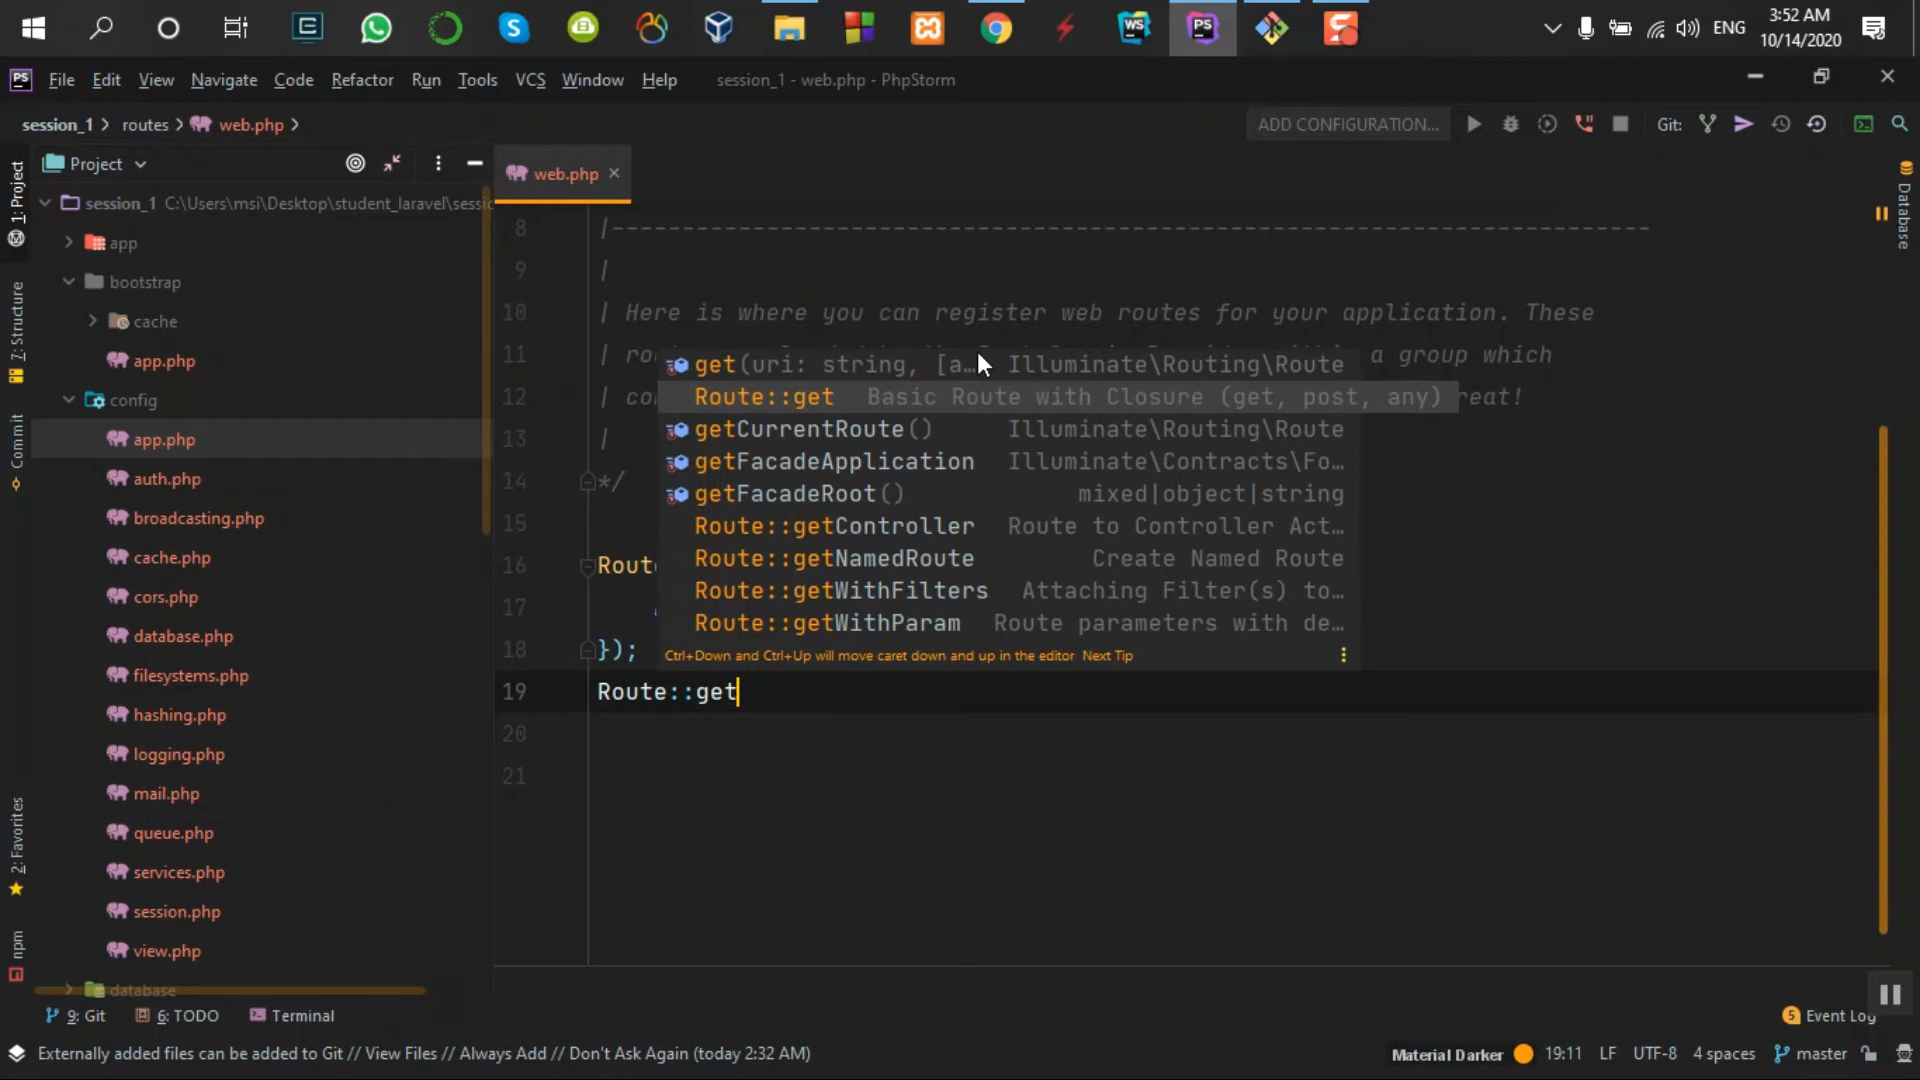 ENG
3:52 AM
10/14/2020
PS File Edit View Navigate Code Refactor Run Tools VCS Window Help session_1 - web.php - PhpStorm
session_1 routes web.php ADD CONFIGURATION... Git:
Project
web.php
1: Project
7: Structure
Commit
2: Favorites
npm
Database
session_1 C:\Users\msi\Desktop\student_laravel\sessic
app
bootstrap
cache
app.php
config
app.php
auth.php
broadcasting.php
cache.php
cors.php
database.php
filesystems.php
hashing.php
logging.php
mail.php
queue.php
services.php
session.php
view.php
database
8 |--------------------------------------------------------------------------
9 |
10 | Here is where you can register web routes for your application. These
11 | ro a group which
12 | co reat!
13 |
14 */
15
16 Rout
17
18 });
19 Route::get
20
21
get(uri: string, [a... Illuminate\Routing\Route
Route::get Basic Route with Closure (get, post, any)
getCurrentRoute() Illuminate\Routing\Route
getFacadeApplication Illuminate\Contracts\Fo...
getFacadeRoot() mixed|object|string
Route::getController Route to Controller Act...
Route::getNamedRoute Create Named Route
Route::getWithFilters Attaching Filter(s) to...
Route::getWithParam Route parameters with de...
Ctrl+Down and Ctrl+Up will move caret down and up in the editor Next Tip
9: Git 6: TODO Terminal 5 Event Log
Externally added files can be added to Git // View Files // Always Add // Don't Ask Again (today 2:32 AM) Material Darker 19:11 LF UTF-8 4 spaces master